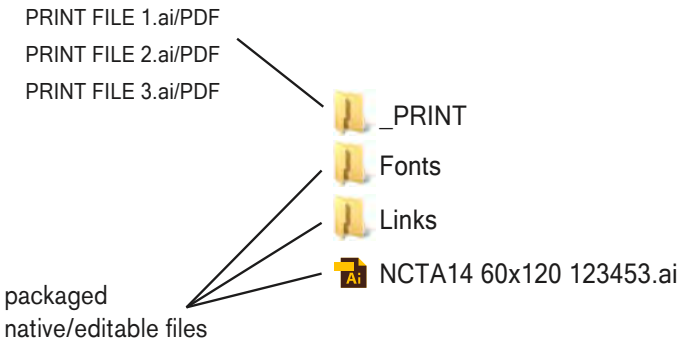 PRINT FILE 1.ai/PDF
PRINT FILE 2.ai/PDF
PRINT FILE 3.ai/PDF
_PRINT
Fonts
Links
Ai NCTA14 60x120 123453.ai
packaged
native/editable files